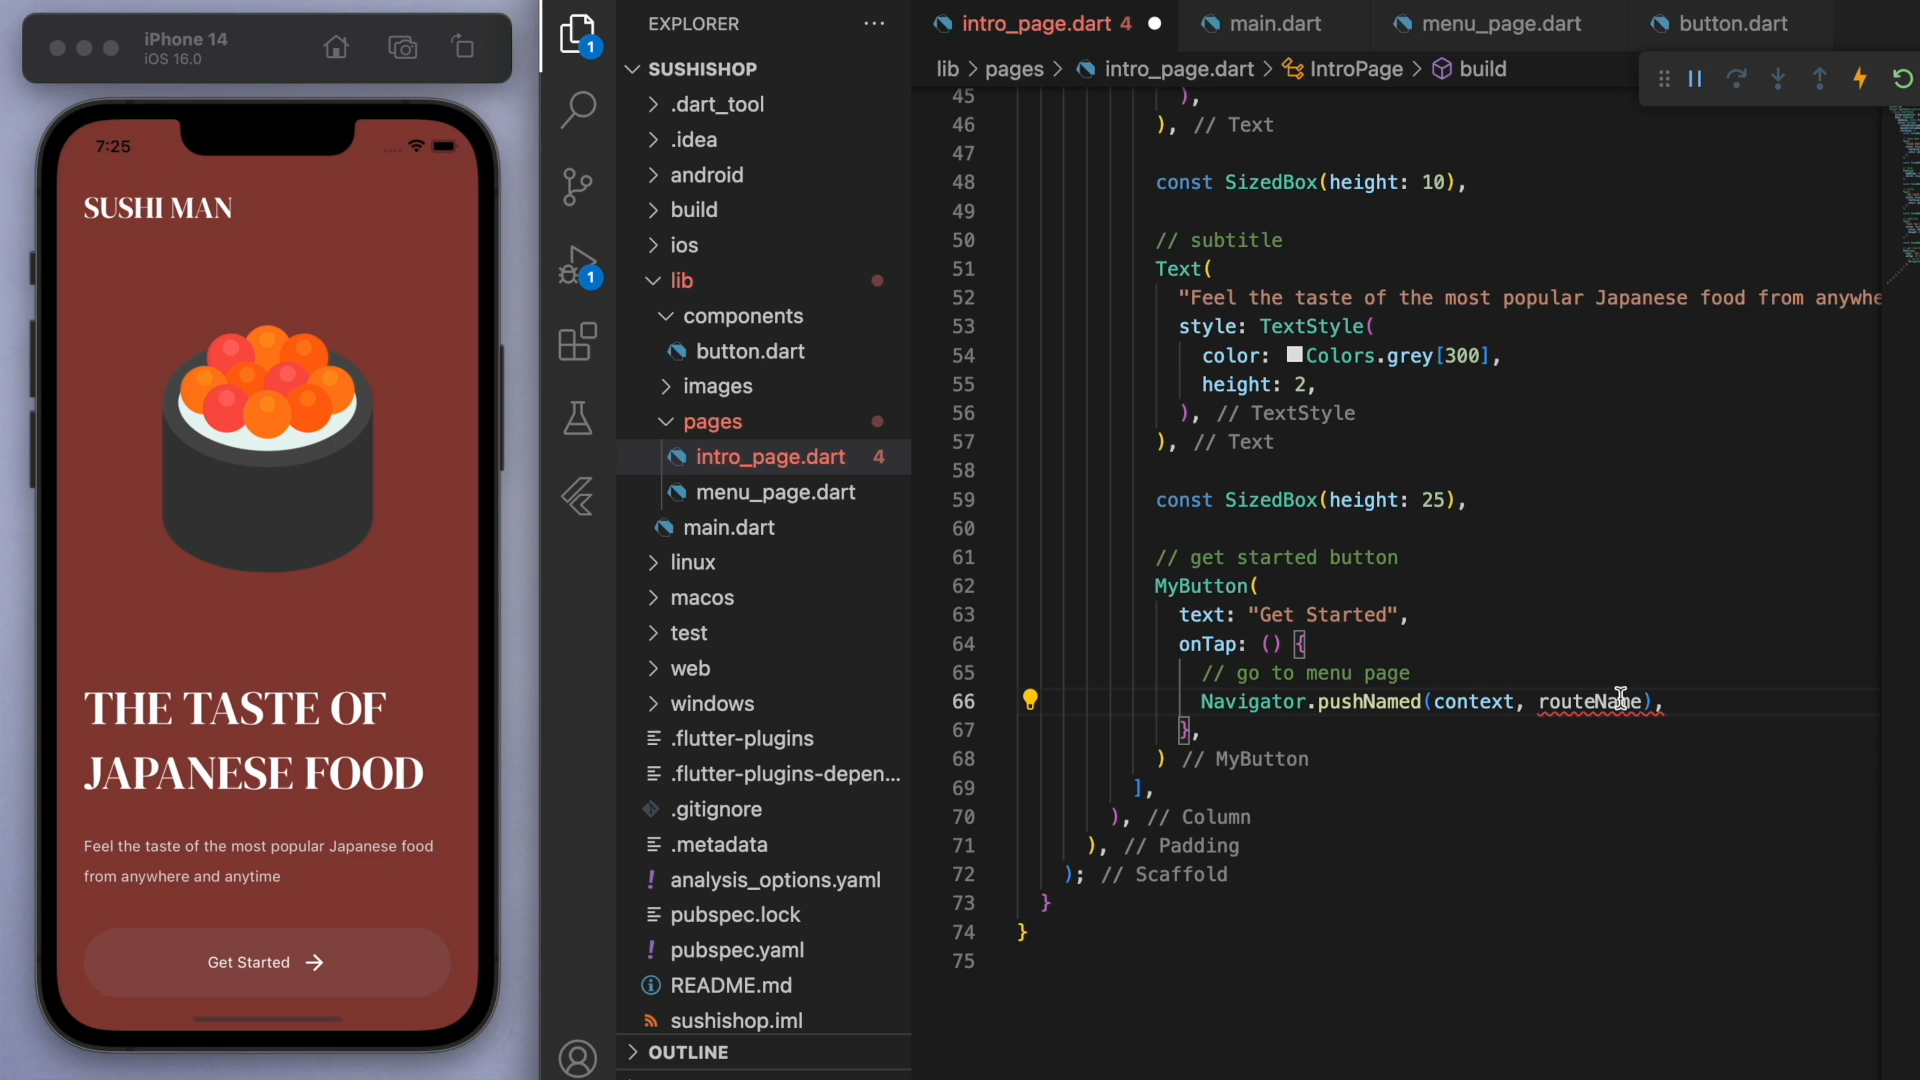 iPhone 14
iOS 16.0
7:25
SUSHI MAN
THE TASTE OF
JAPANESE FOOD
Feel the taste of the most popular Japanese food
from anywhere and anytime
Get Started
1
1
EXPLORER
SUSHISHOP
.dart_tool
.idea
android
build
ios
lib
components
button.dart
images
pages
intro_page.dart 4
menu_page.dart
main.dart
linux
macos
test
web
windows
.flutter-plugins
.flutter-plugins-depen...
.gitignore
.metadata
analysis_options.yaml
pubspec.lock
pubspec.yaml
README.md
sushishop.iml
OUTLINE
intro_page.dart 4
main.dart
menu_page.dart
button.dart
lib > pages > intro_page.dart > IntroPage > build
45 ),
46 ), // Text
47
48 const SizedBox(height: 10),
49
50 // subtitle
51 Text(
52 "Feel the taste of the most popular Japanese food from anywhe
53 style: TextStyle(
54 color: Colors.grey[300],
55 height: 2,
56 ), // TextStyle
57 ), // Text
58
59 const SizedBox(height: 25),
60
61 // get started button
62 MyButton(
63 text: "Get Started",
64 onTap: () {
65 // go to menu page
66 Navigator.pushNamed(context, routeName),
67 },
68 ) // MyButton
69 ],
70 ), // Column
71 ), // Padding
72 ); // Scaffold
73 }
74 }
75